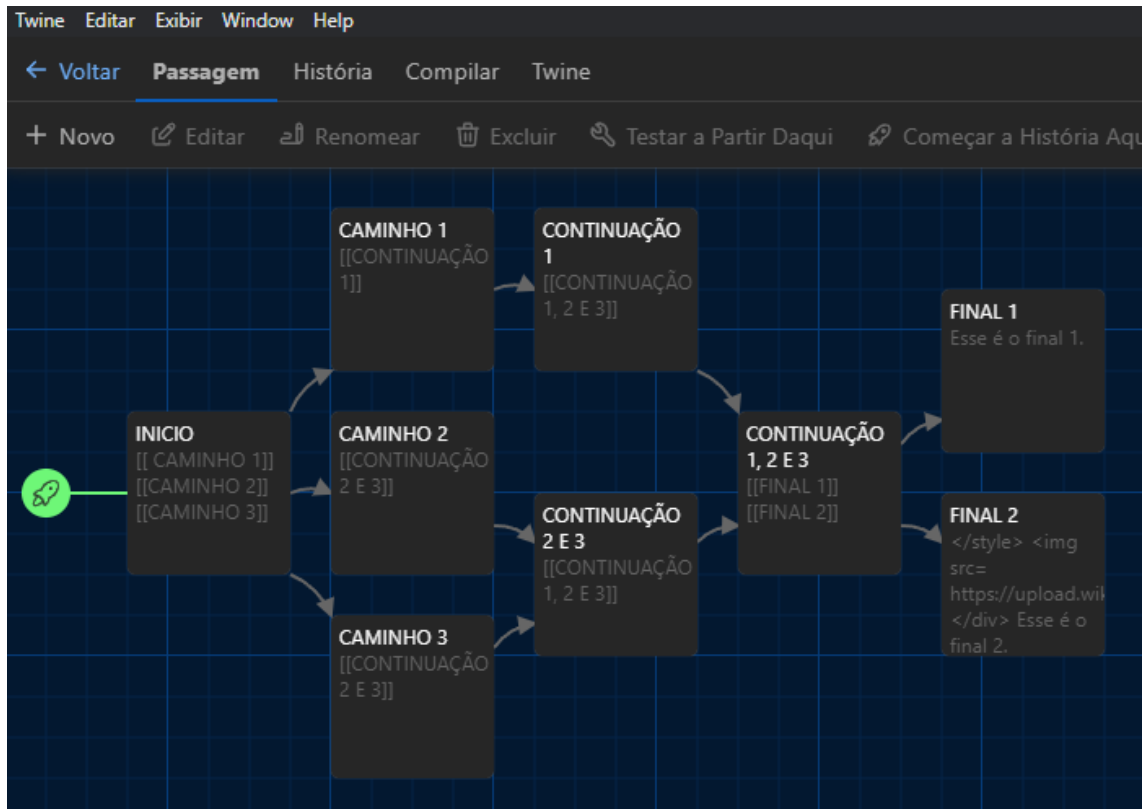 Twine Editar Exibir Window Help
← Voltar Passagem História Compilar Twine
+ Novo Editar Renomear Excluir Testar a Partir Daqui Começar a História Aqu
CAMINHO 1
[[CONTINUAÇÃO
1]]
CONTINUAÇÃO
1
[[CONTINUAÇÃO
1, 2 E 3]]
FINAL 1
Esse é o final 1.
INICIO
[[ CAMINHO 1]]
[[CAMINHO 2]]
[[CAMINHO 3]]
CAMINHO 2
[[CONTINUAÇÃO
2 E 3]]
CONTINUAÇÃO
1, 2 E 3
[[FINAL 1]]
[[FINAL 2]]
CONTINUAÇÃO
2 E 3
[[CONTINUAÇÃO
1, 2 E 3]]
FINAL 2
</style> <img
src=
https://upload.wik
</div> Esse é o
final 2.
CAMINHO 3
[[CONTINUAÇÃO
2 E 3]]